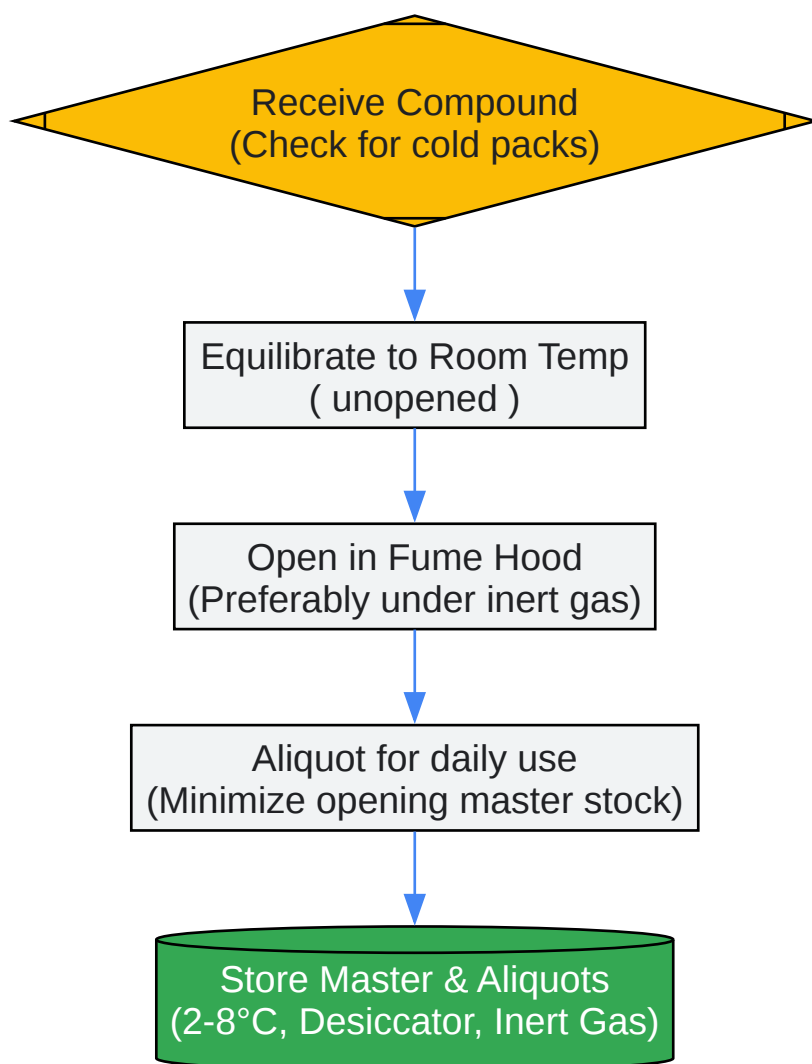 Receive Compound
(Check for cold packs)
Equilibrate to Room Temp
( unopened )
Open in Fume Hood
(Preferably under inert gas)
Aliquot for daily use
(Minimize opening master stock)
Store Master & Aliquots
(2-8°C, Desiccator, Inert Gas)